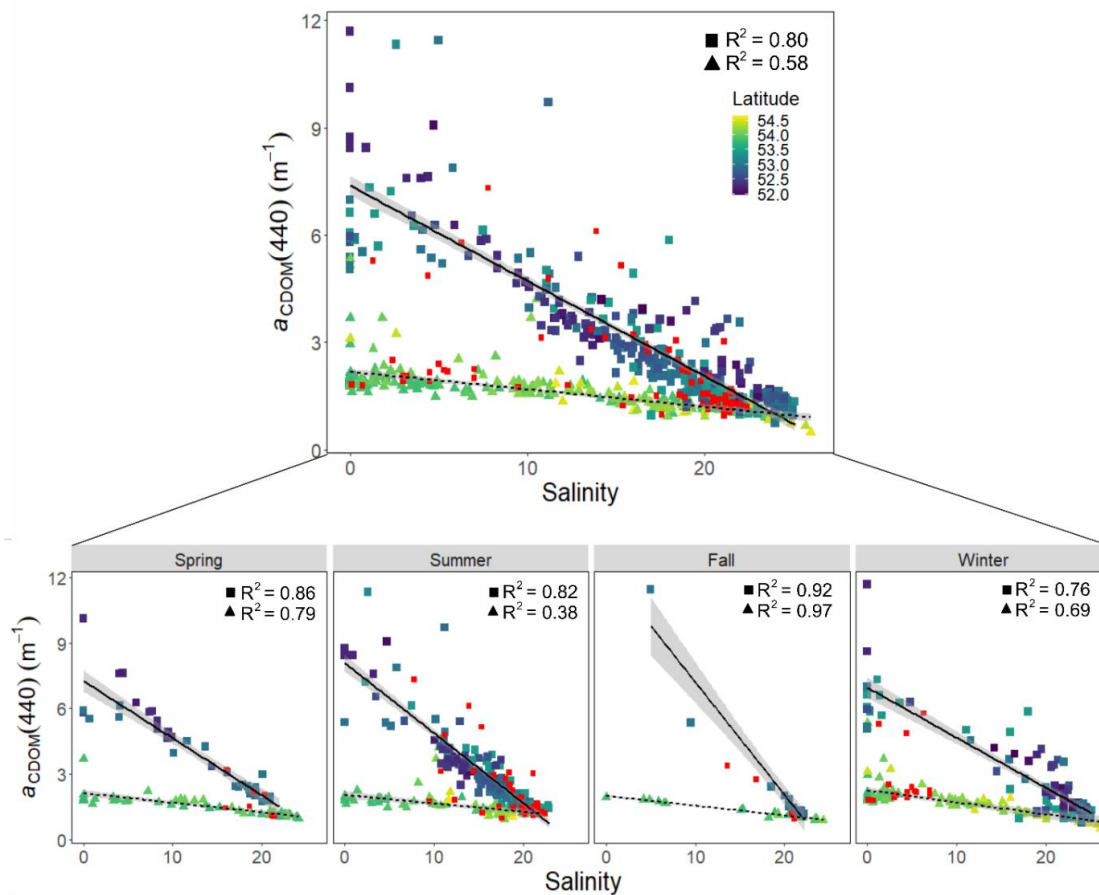 12
9
6
3
0
a_CDOM(440) (m⁻¹)
■ R² = 0.80
▲ R² = 0.58
Latitude
54.5
54.0
53.5
53.0
52.5
52.0
0 10 20
Salinity
Spring Summer Fall Winter
12
9
6
3
0
a_CDOM(440) (m⁻¹)
■ R² = 0.86
▲ R² = 0.79
■ R² = 0.82
▲ R² = 0.38
■ R² = 0.92
▲ R² = 0.97
■ R² = 0.76
▲ R² = 0.69
0 10 20 0 10 20 0 10 20 0 10 20
Salinity